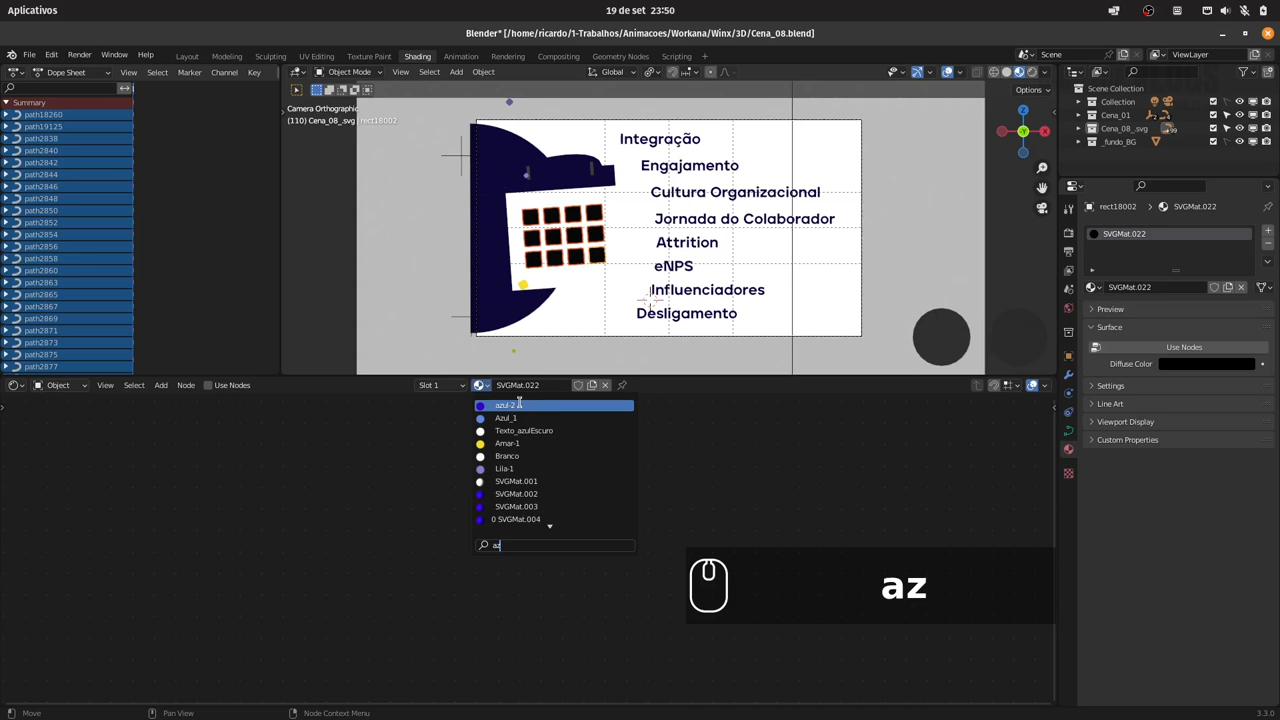 Aplicativos
19 de set 23:50
Blender* [/home/ricardo/1-Trabalhos/Animacoes/Workana/Winx/3D/Cena_08.blend]
File Edit Render Window Help
Layout Modeling Sculpting UV Editing Texture Paint Shading Animation Rendering Compositing Geometry Nodes Scripting +
Scene
ViewLayer
Dope Sheet View Select Marker Channel Key
Object Mode View Select Add Object
Global
Options
Summary
path18260
path19125
path2838
path2840
path2842
path2844
path2846
path2848
path2850
path2852
path2854
path2856
path2858
path2860
path2863
path2865
path2867
path2869
path2871
path2873
path2875
path2877
Camera Orthographic
(110) Cena_08_.svg | rect18002
Integração
Engajamento
Cultura Organizacional
Jornada do Colaborador
Attrition
eNPS
Influenciadores
Desligamento
Z
Y
X
Scene Collection
Collection
Cena_01
Cena_08_.svg
_fundo_BG
rect18002 > SVGMat.022
SVGMat.022
SVGMat.022
Preview
Surface
Use Nodes
Diffuse Color
Settings
Line Art
Viewport Display
Custom Properties
View Select Add Node Use Nodes
Slot 1
SVGMat.022
azul-2
Azul_1
Texto_azulEscuro
Amar-1
Branco
Lila-1
SVGMat.001
SVGMat.002
SVGMat.003
0 SVGMat.004
az
az
Move
Pan View
Node Context Menu
3.3.0